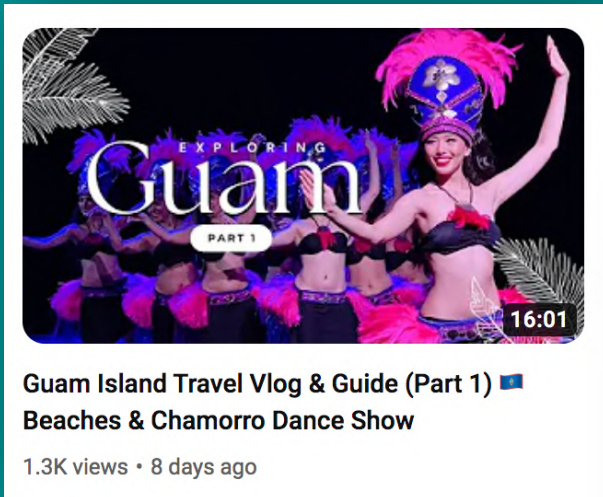 EXPLORING
Guam
PART 1
16:01
Guam Island Travel Vlog & Guide (Part 1) 🇬🇺
Beaches & Chamorro Dance Show
1.3K views • 8 days ago